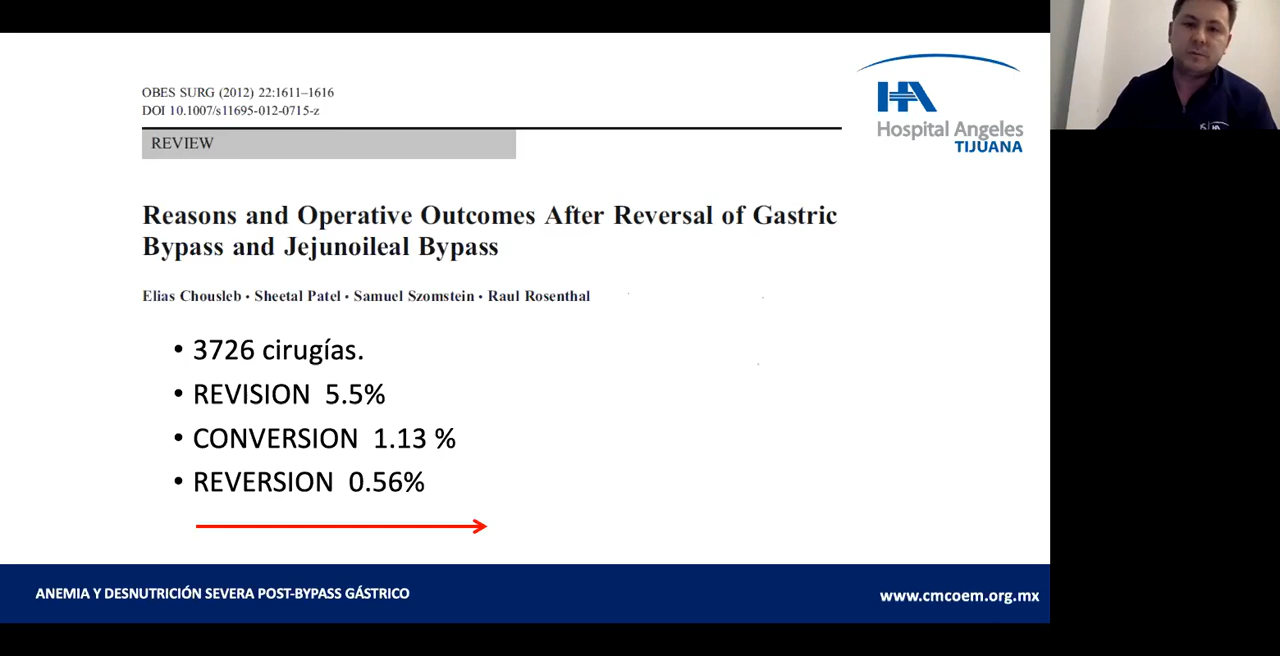 OBES SURG (2012) 22:1611–1616
DOI 10.1007/s11695-012-0715-z
REVIEW
HA
Hospital Angeles
TIJUANA
Reasons and Operative Outcomes After Reversal of Gastric
Bypass and Jejunoileal Bypass
Elias Chousleb • Sheetal Patel • Samuel Szomstein • Raul Rosenthal
• 3726 cirugías.
• REVISION 5.5%
• CONVERSION 1.13 %
• REVERSION 0.56%
ANEMIA Y DESNUTRICIÓN SEVERA POST-BYPASS GÁSTRICO
www.cmcoem.org.mx